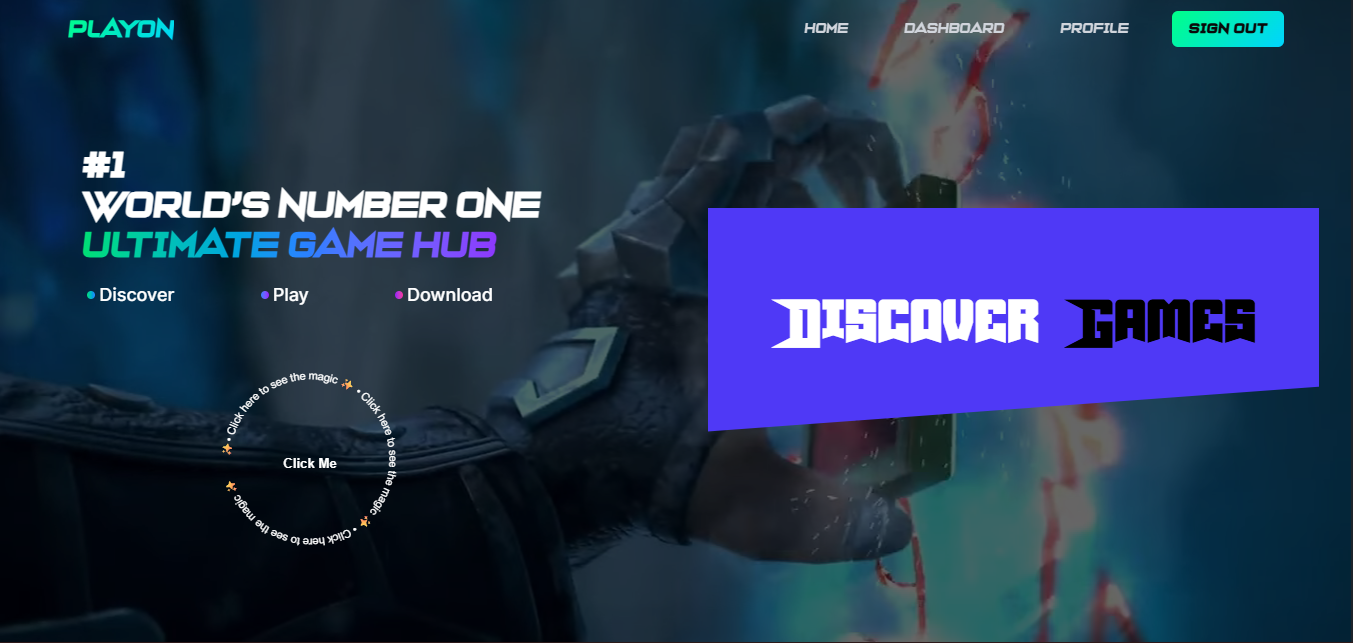 PLAYON
HOME DASHBOARD PROFILE SIGN OUT
#1
WORLD'S NUMBER ONE
ULTIMATE GAME HUB
Discover Play Download
DISCOVER GAMES
• Click here to see the magic ✨ • Click here to see the magic ✨ • Click here to see the magic ✨
Click Me